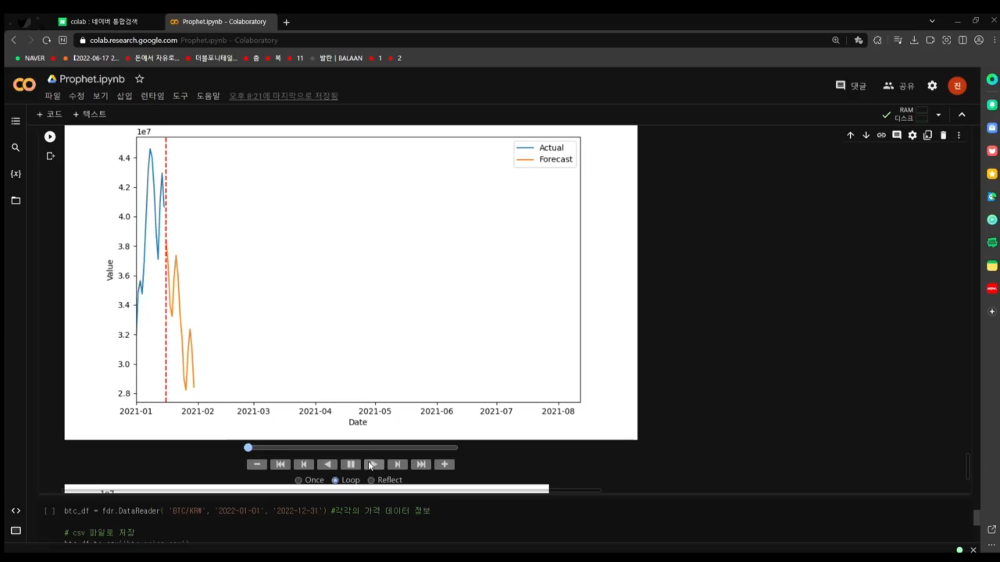 colab : 네이버 통합검색
Prophet.ipynb - Colaboratory
colab.research.google.com Prophet.ipynb - Colaboratory
NAVER
[2022-06-17 2...
돈에서 자유로...
더블포니테일...
춤
복
11
발란 | BALAAN
1
2
Prophet.ipynb
댓글
공유
진
파일 수정 보기 삽입 런타임 도구 도움말 오후 8:21에 마지막으로 저장됨
+ 코드 + 텍스트
RAM
디스크
{x}
1e7
Actual
Forecast
4.4
4.2
4.0
3.8
3.6
3.4
3.2
3.0
2.8
Value
2021-01 2021-02 2021-03 2021-04 2021-05 2021-06 2021-07 2021-08
Date
Once Loop Reflect
[ ] btc_df = fdr.DataReader( 'BTC/KRW', '2022-01-01', '2022-12-31') #각각의 가격 데이터 정보
# csv 파일로 저장